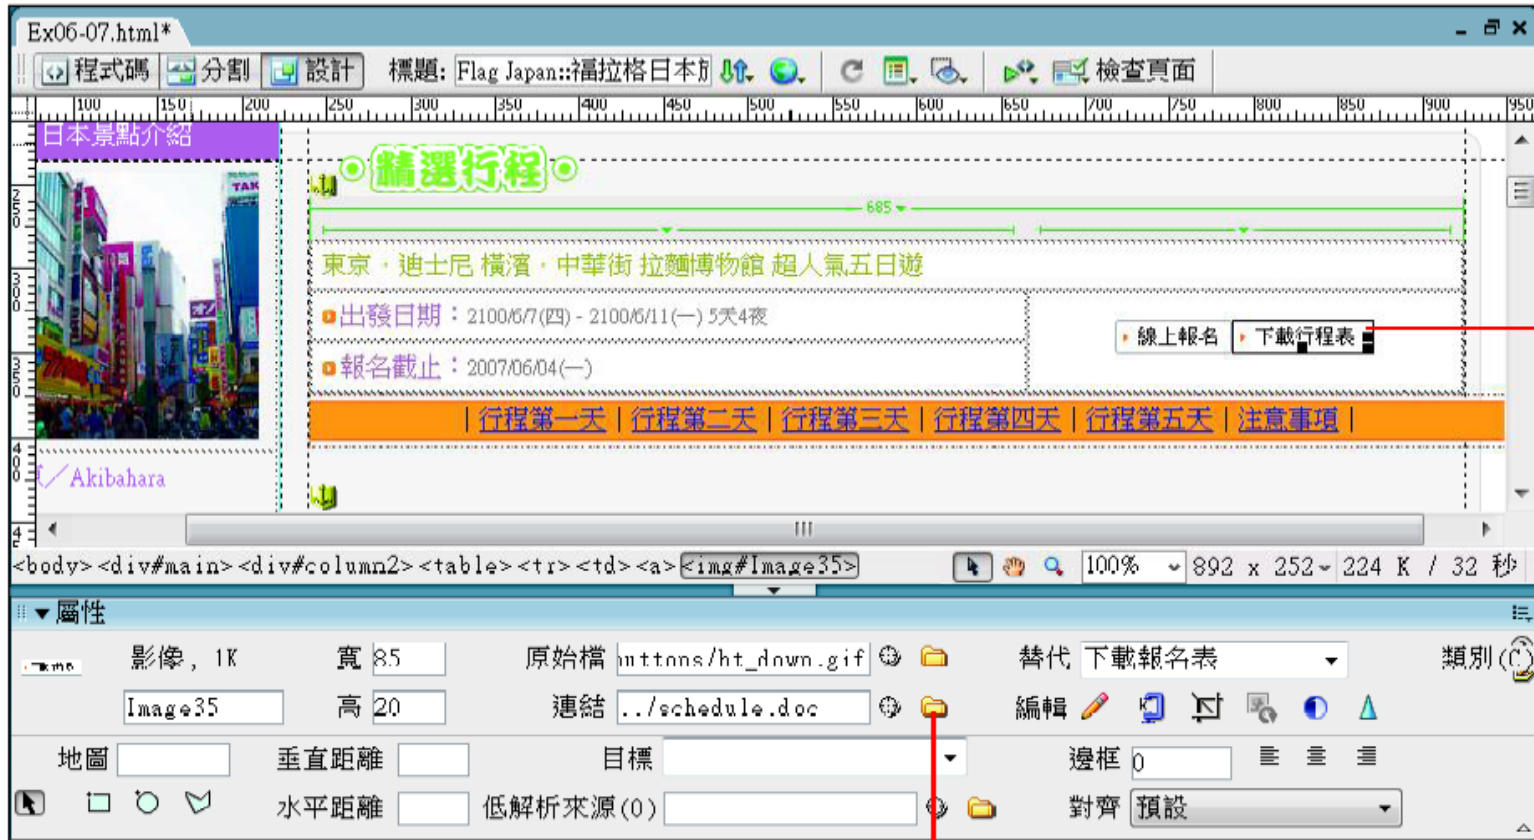 Ex06-07.html*
程式碼 分割 設計 標題: Flag Japan::福拉格日本 檢查頁面
100 150 200 250 300 350 400 450 500 550 600 650 700 750 800 850 900 950
日本景點介紹
精選行程
685
東京．迪士尼 橫濱．中華街 拉麵博物館 超人氣五日遊
出發日期：2100/6/7(四) - 2100/6/11(一) 5天4夜
線上報名 下載行程表
報名截止：2007/06/04(一)
|行程第一天|行程第二天|行程第三天|行程第四天|行程第五天|注意事項|
／Akibahara
<body><div#main><div#column2><table><tr><td><a><img#Image35> 100% 892 x 252 224 K / 32 秒
屬性
影像, 1K 寬 85 原始檔 uttons/ht_down.gif 替代 下載報名表 類別(C)
Image35 高 20 連結 ../schedule.doc 編輯
地圖 垂直距離 目標 邊框 0
水平距離 低解析來源(O) 對齊 預設